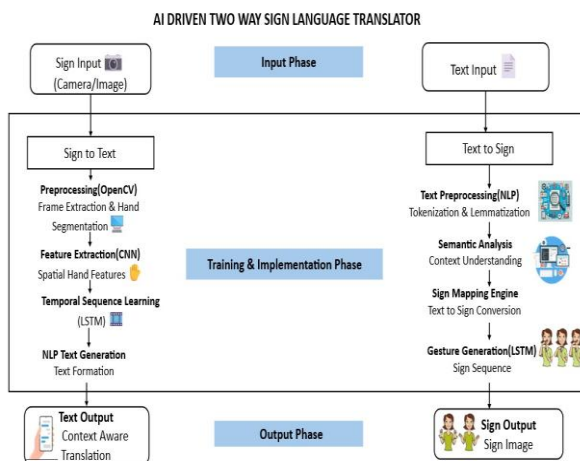 AI DRIVEN TWO WAY SIGN LANGUAGE TRANSLATOR
Sign Input
(Camera/Image)
Input Phase
Text Input
Sign to Text
Preprocessing(OpenCV)
Frame Extraction & Hand
Segmentation
Feature Extraction(CNN)
Spatial Hand Features
Temporal Sequence Learning
(LSTM)
NLP Text Generation
Text Formation
Training & Implementation Phase
Text to Sign
Text Preprocessing(NLP)
Tokenization & Lemmatization
Semantic Analysis
Context Understanding
Sign Mapping Engine
Text to Sign Conversion
Gesture Generation(LSTM)
Sign Sequence
Text Output
Context Aware
Translation
Output Phase
Sign Output
Sign Image